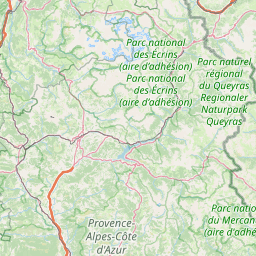 Parc national
des Écrins
(aire d'adhésion)
Parc national
des Écrins
(aire d'adhésion)
Parc naturel
régional
du Queyras
Regionaler
Naturpark
Queyras
Parc na
du Mercan
(aire d'adhé
Provence-
Alpes-Côte
d'Azur